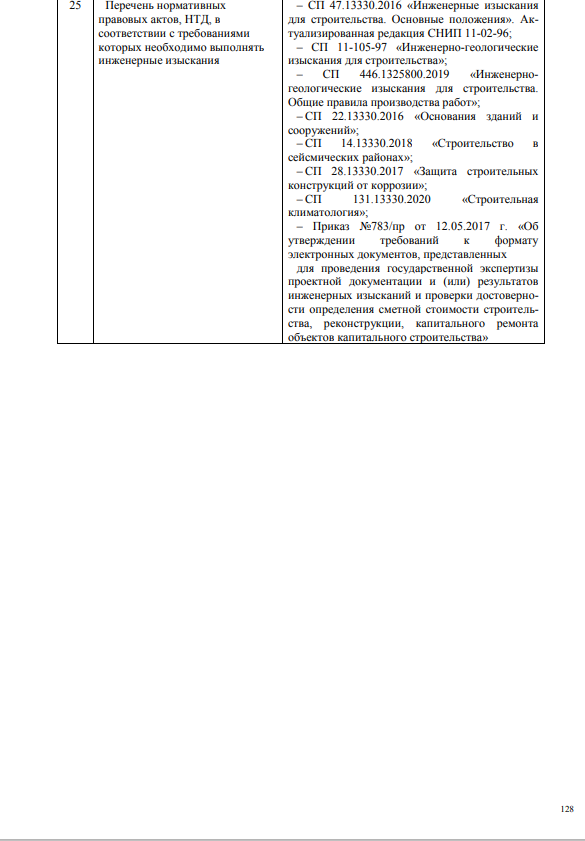 25
Перечень нормативных
правовых актов, НТД, в
соответствии с требованиями
которых необходимо выполнять
инженерные изыскания
– СП 47.13330.2016 «Инженерные изыскания
для строительства. Основные положения». Ак-
туализированная редакция СНИП 11-02-96;
– СП 11-105-97 «Инженерно-геологические
изыскания для строительства»;
– СП 446.1325800.2019 «Инженерно-
геологические изыскания для строительства.
Общие правила производства работ»;
– СП 22.13330.2016 «Основания зданий и
сооружений»;
– СП 14.13330.2018 «Строительство в
сейсмических районах»;
– СП 28.13330.2017 «Защита строительных
конструкций от коррозии»;
– СП 131.13330.2020 «Строительная
климатология»;
– Приказ №783/пр от 12.05.2017 г. «Об
утверждении требований к формату
электронных документов, представленных
для проведения государственной экспертизы
проектной документации и (или) результатов
инженерных изысканий и проверки достоверно-
сти определения сметной стоимости строитель-
ства, реконструкции, капитального ремонта
объектов капитального строительства»
128